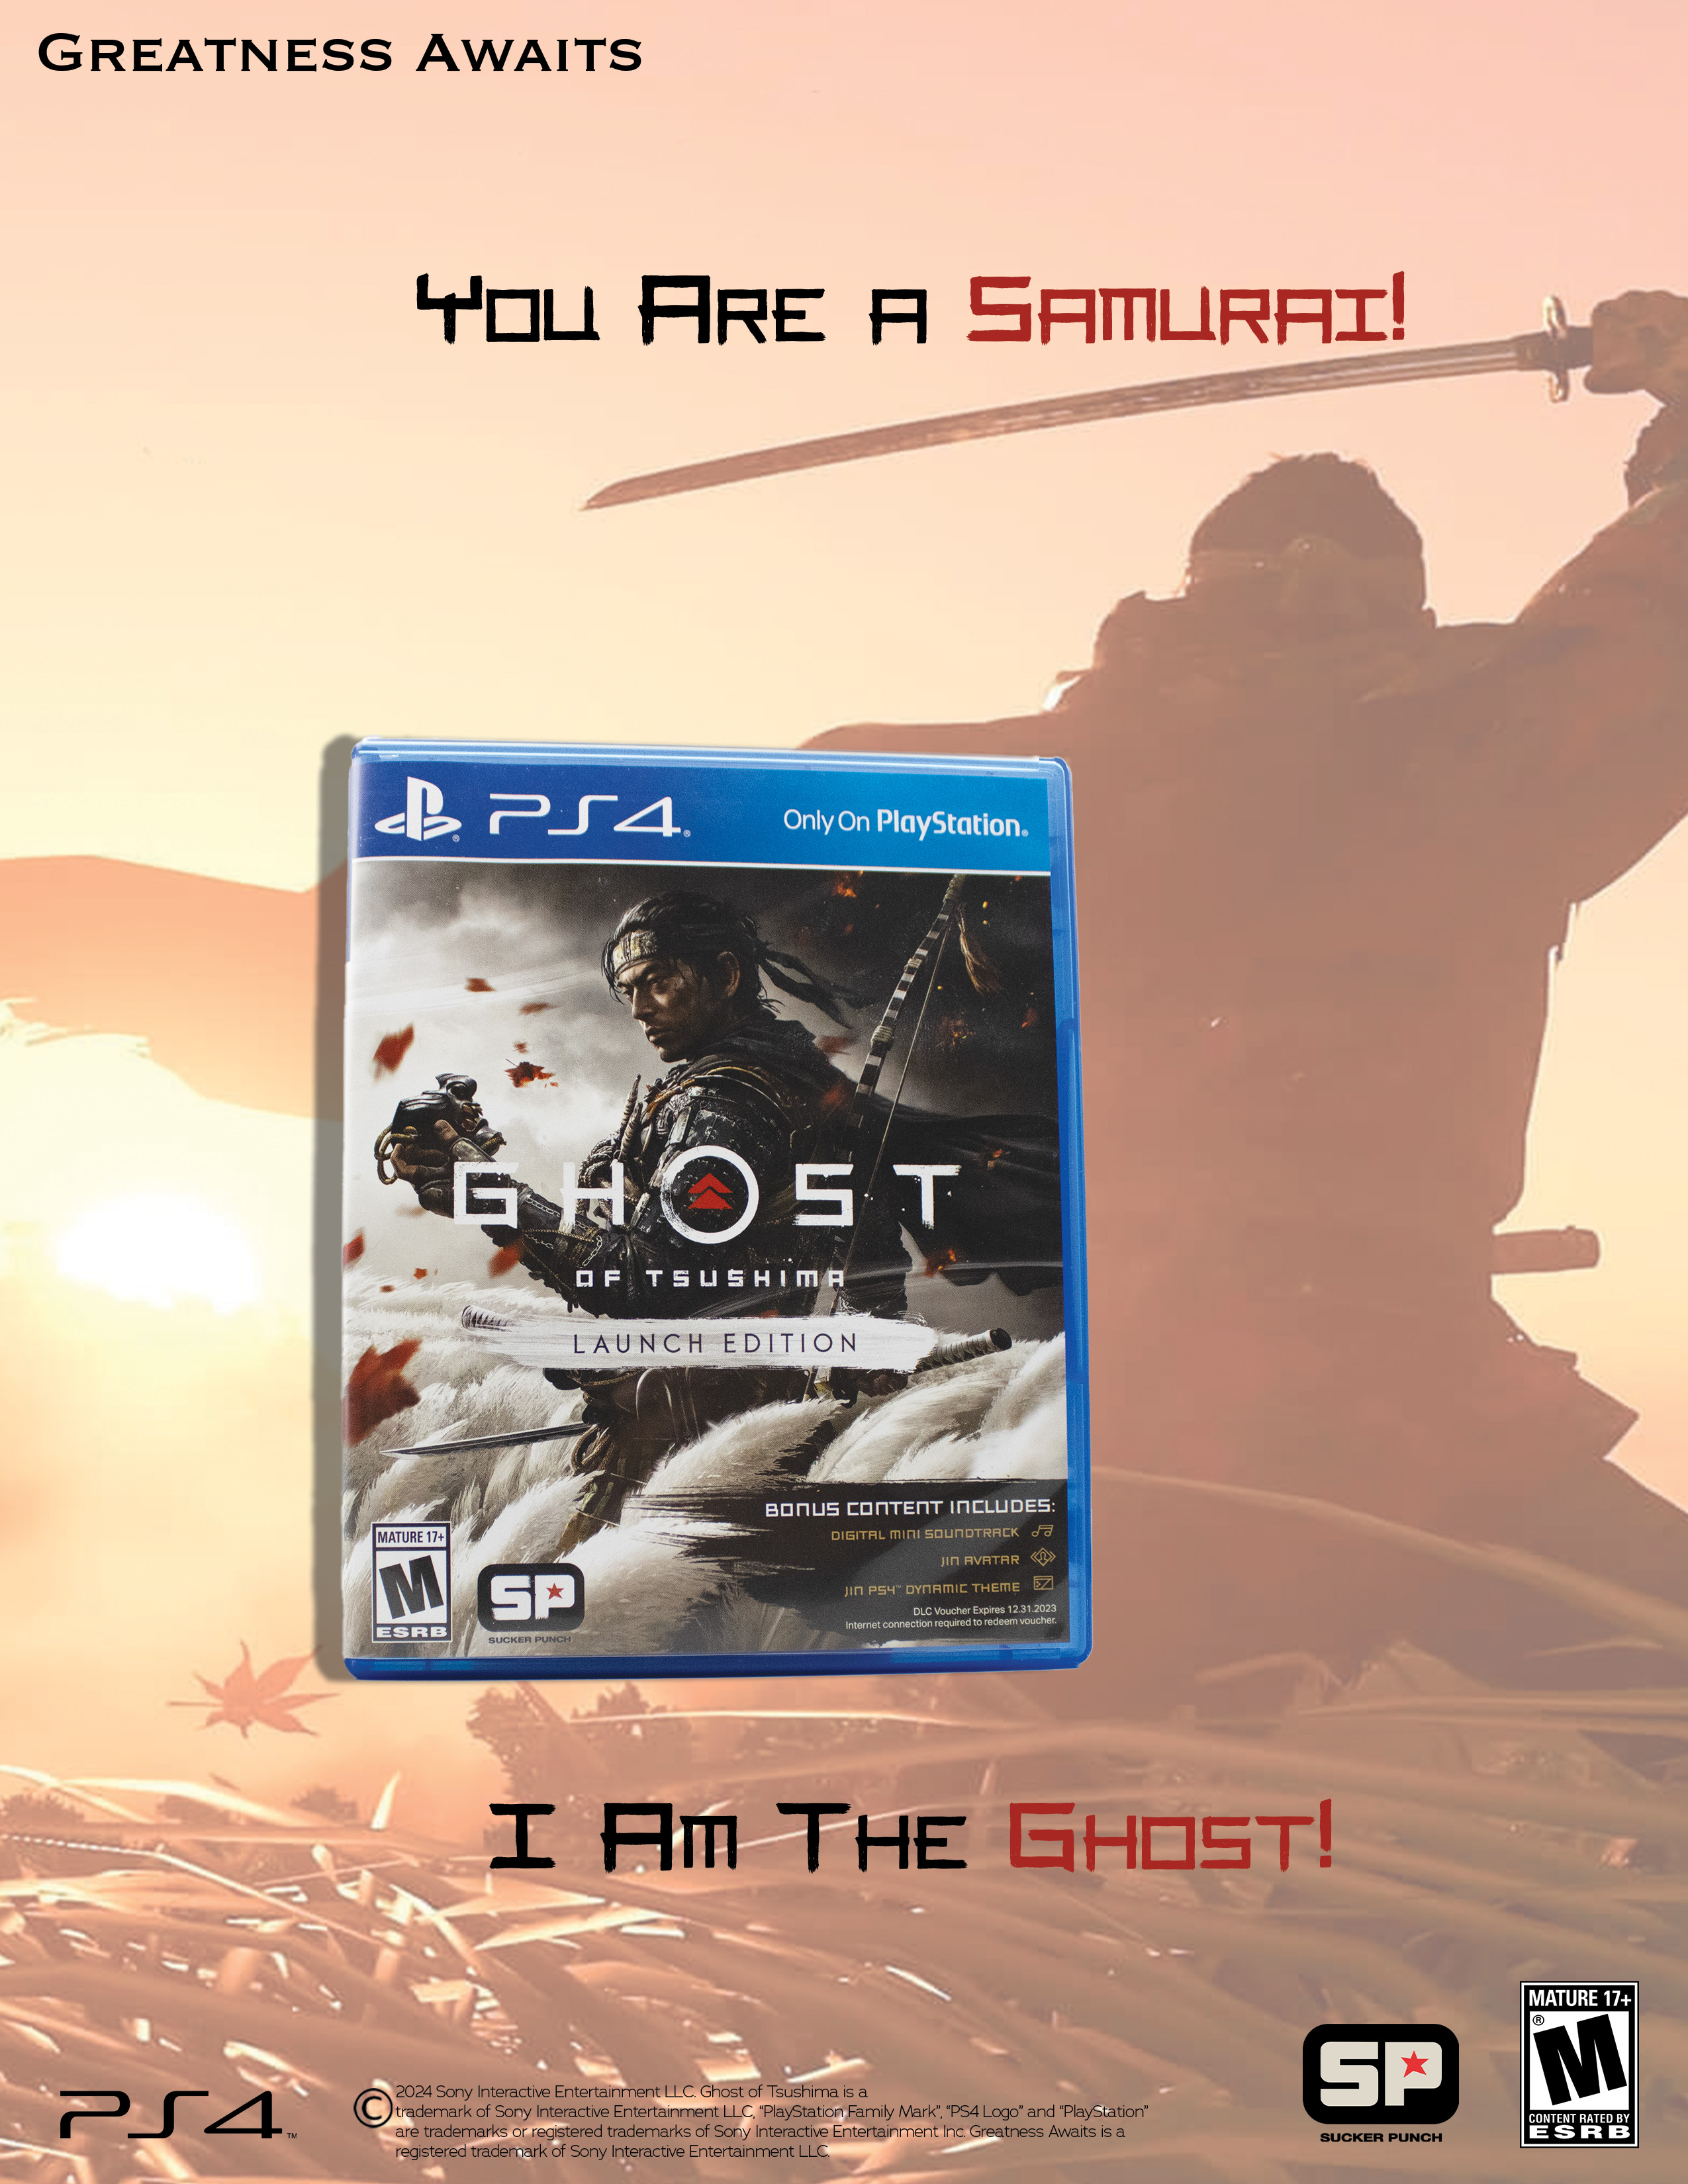 Greatness Awaits
You Are a Samurai!
PS4® Only On PlayStation®
GHOST
OF TSUSHIMA
LAUNCH EDITION
BONUS CONTENT INCLUDES:
DIGITAL MINI SOUNDTRACK
JIN AVATAR
JIN PS4™ DYNAMIC THEME
DLC Voucher Expires 12.31.2023
Internet connection required to redeem voucher.
MATURE 17+
M
ESRB
SP
SUCKER PUNCH
I Am The Ghost!
PS4™
© 2024 Sony Interactive Entertainment LLC. Ghost of Tsushima is a
trademark of Sony Interactive Entertainment LLC, “PlayStation Family Mark”, “PS4 Logo” and “PlayStation”
are trademarks or registered trademarks of Sony Interactive Entertainment Inc. Greatness Awaits is a
registered trademark of Sony Interactive Entertainment LLC.
SP
SUCKER PUNCH
MATURE 17+
M®
CONTENT RATED BY
ESRB